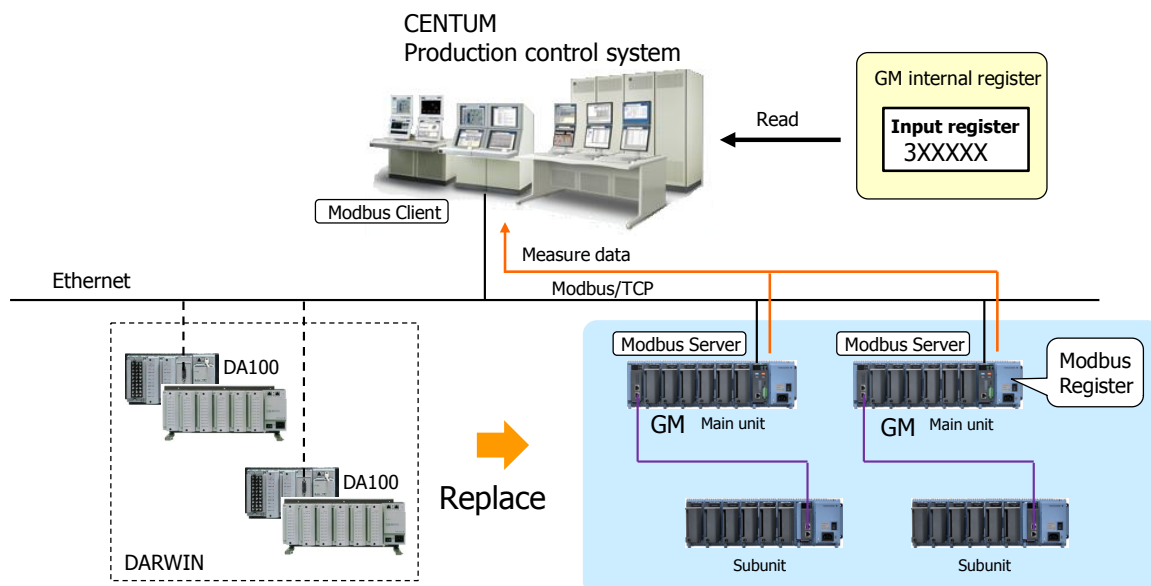 CENTUM
Production control system
GM internal register
Input register
3XXXXX
Read
Modbus Client
Measure data
Ethernet
Modbus/TCP
Modbus Server
Modbus Server
DA100
Modbus
Register
GM Main unit
GM Main unit
DA100
Replace
DARWIN
Subunit
Subunit